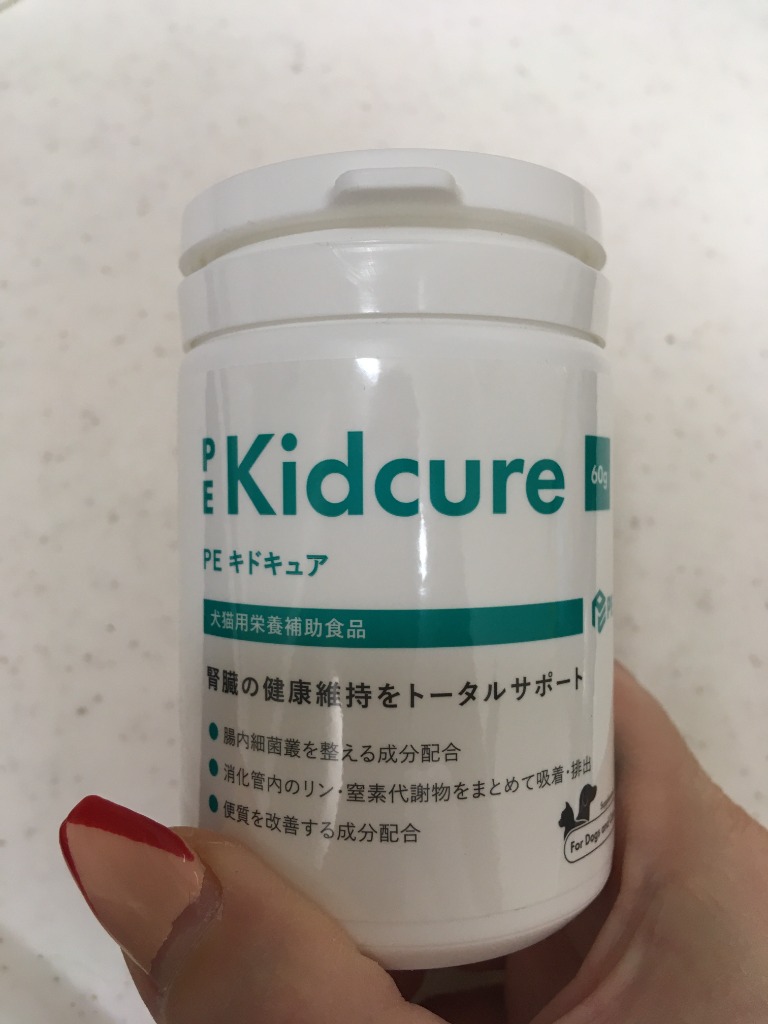 PE Kidcure 60g
PE キドキュア
犬猫用栄養補助食品
腎臓の健康維持をトータルサポート
腸内細菌叢を整える成分配合
消化管内のリン・窒素代謝物をまとめて吸着・排出
便質を改善する成分配合
For Dogs and